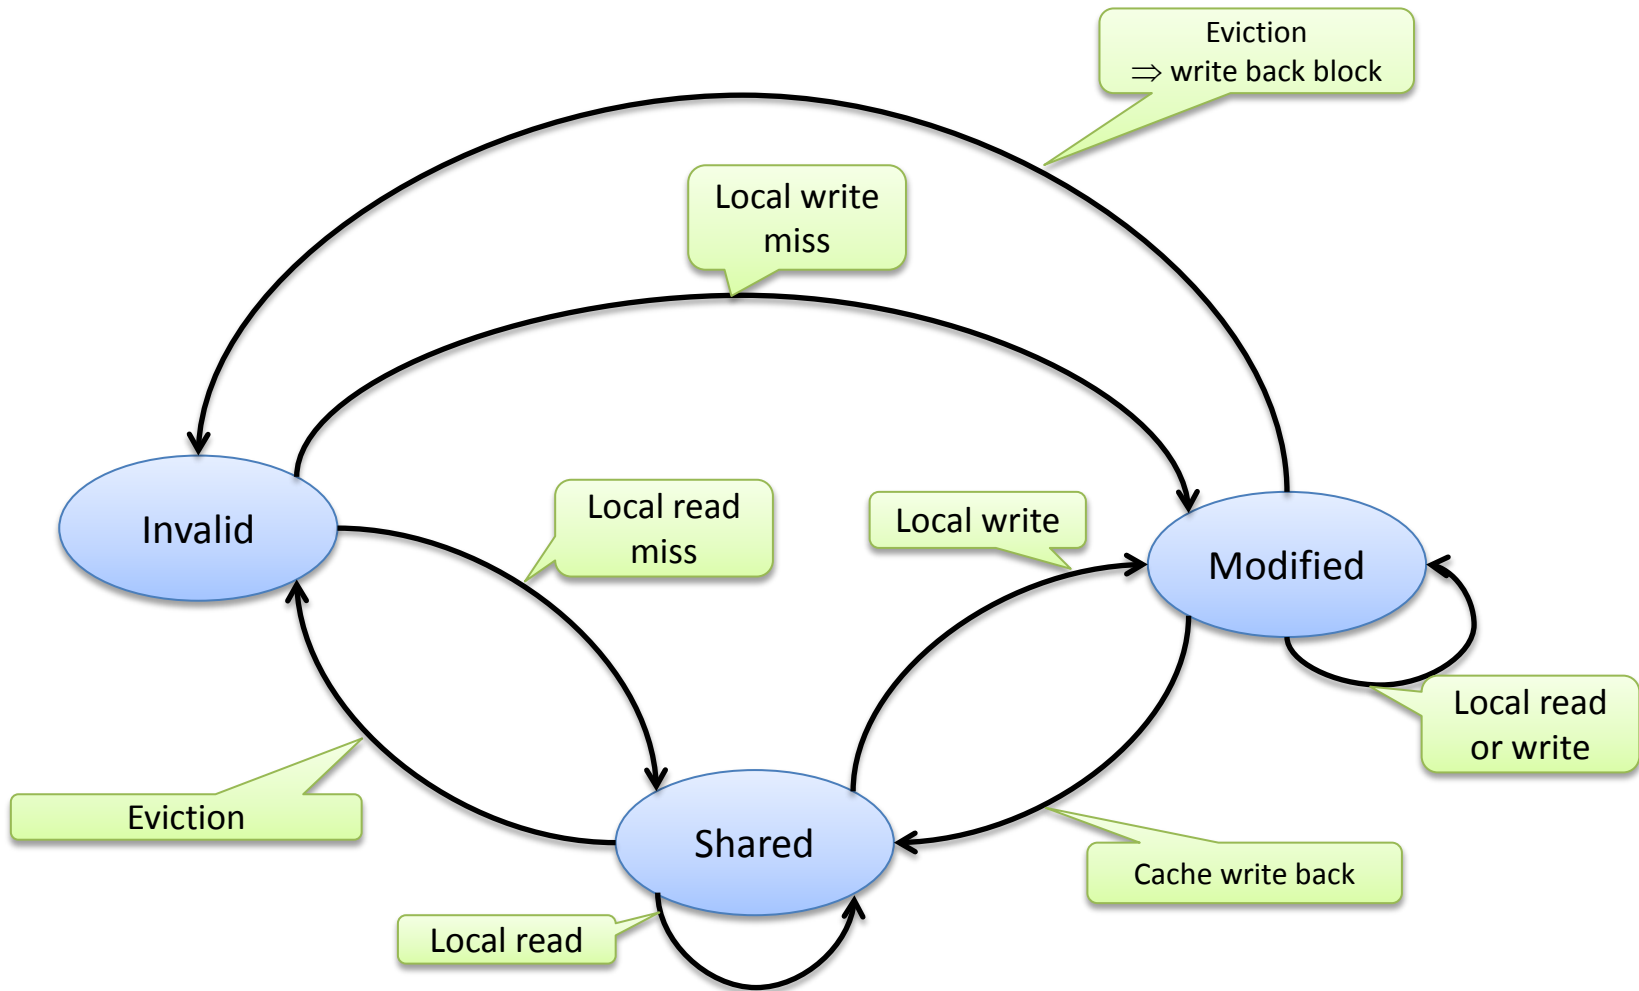 Eviction
⇒ write back block
Local write
miss
Local read
miss
Local write
Invalid
Modified
Local read
or write
Eviction
Shared
Cache write back
Local read